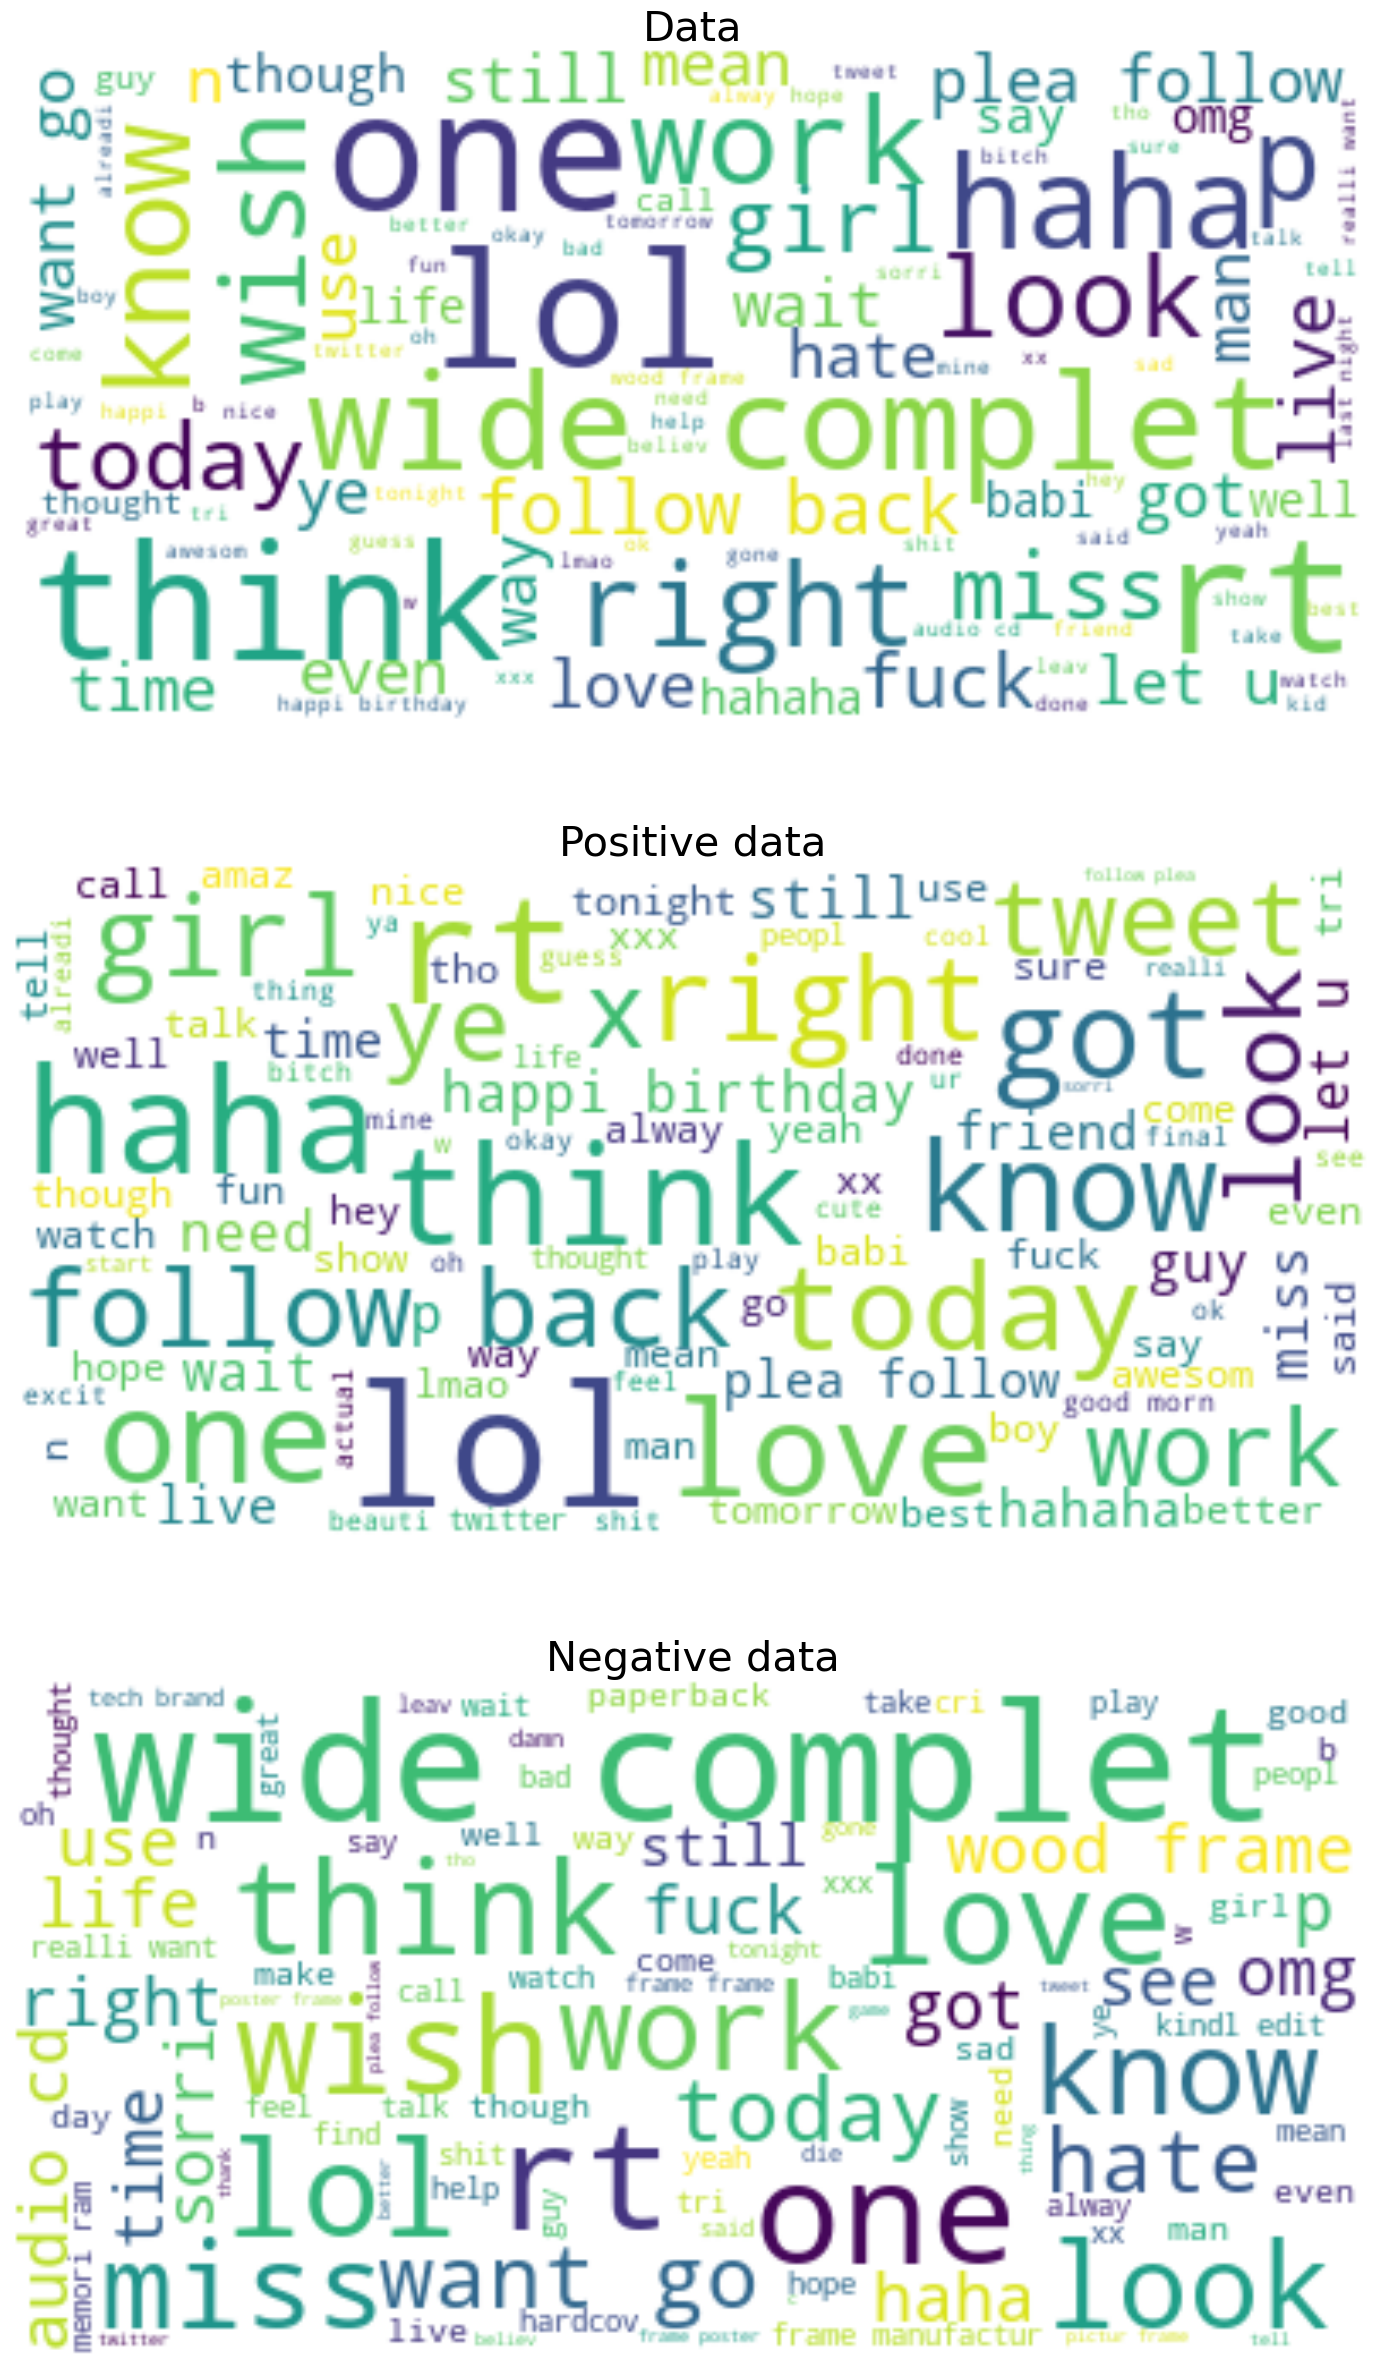 Data
go
guy
n
though
still
mean
tweet
plea follow
alway
hope
alreadi
know
wish
one
work
say
tho
omg
p
realli want
bitch
sure
haha
call
girl
want
better
okay
tomorrow
bad
talk
use
fun
lol
life
wait
sorri
look
man
tell
boy
live
oh
come
twitter
hate
mine
xx
sad
last night
wood frame
need
play
happi
b
nice
wide complet
help
believ
today
ye
tonight
follow back
babi
hey
got
well
thought
tri
great
awesom
guess
ok
shit
said
yeah
think
w
way
lmao
gone
right
miss
rt
show
best
audio cd
friend
take
time
even
xxx
love
hahaha
fuck
leav
let u
watch
happi birthday
done
kid
Positive data
call
amaz
nice
tonight
still
use
follow plea
tri
girl
ya
rt
xxx
peopl
cool
tweet
tell
alreadi
tho
guess
sure
realli
thing
x
right
got
look
let u
talk
time
ye
well
bitch
life
done
ur
sorri
haha
happi birthday
mine
w
okay
alway
yeah
friend
come
final
see
think
know
though
fun
hey
xx
cute
even
watch
need
show
oh
thought
play
babi
fuck
guy
miss
start
follow back
p
go
today
ok
said
say
hope
wait
way
mean
awesom
excit
actual
lmao
feel
plea follow
good morn
one
lol
man
love
boy
work
n
want
live
beauti
twitter
shit
tomorrow
best
hahaha
better
Negative data
thought
tech brand
leav
wait
paperback
take
cri
play
good
wide complet
great
damn
bad
b
peopl
oh
use
n
say
well
way
still
gone
wood frame
think
tho
fuck
xxx
love
life
girl
p
realli want
w
come
tonight
right
make
watch
frame frame
babi
tweet
see
omg
poster frame
plea follow
call
game
got
ye
kindl edit
wish
work
sad
know
audio cd
sorri
time
day
feel
talk
though
today
show
need
find
thing
hate
mean
lol
shit
rt
yeah
die
thank
better
help
guy
tri
said
one
alway
even
memori ram
xx
man
miss
want go
hope
haha
look
twitter
live
hardcov
believ
frame poster
frame manufactur
pictur frame
tell